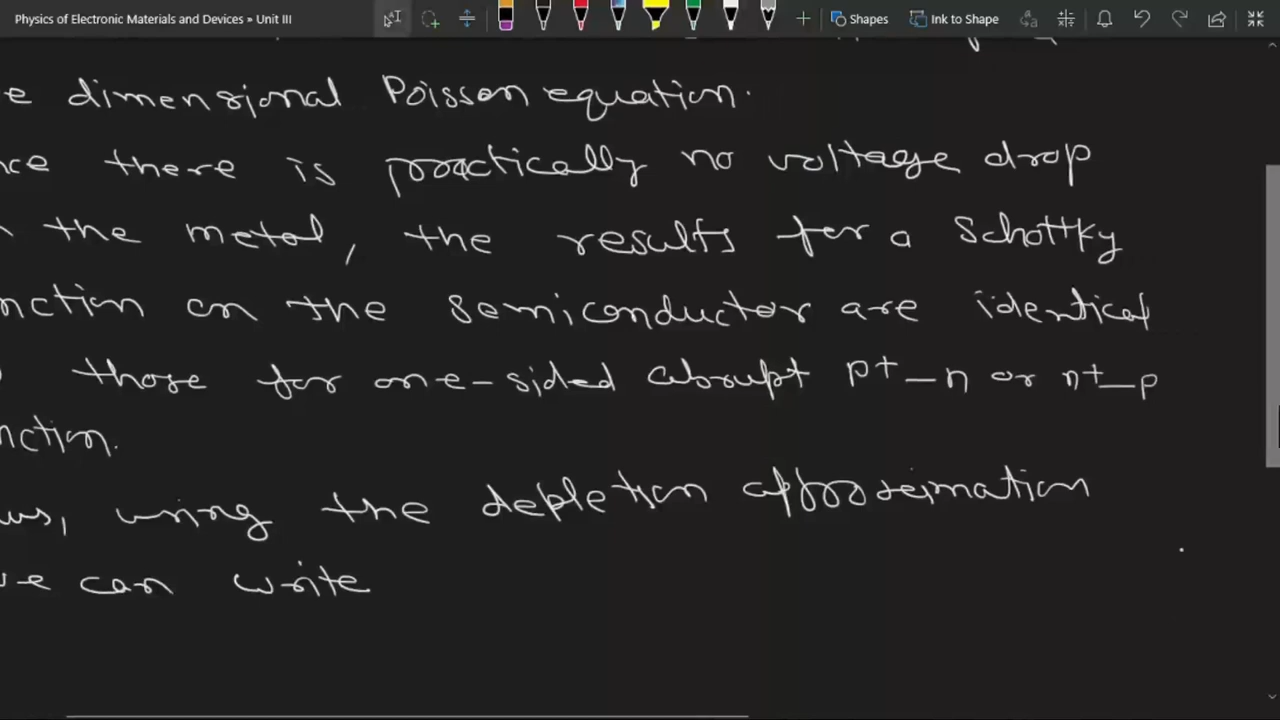 Physics of Electronic Materials and Devices » Unit III
Shapes
Ink to Shape
e dimensional Poisson equation.
nce there is practically no voltage drop
the metal, the results for a Schottky
nction on the semiconductor are identical
those for one-sided abrupt p+-n or n+-p
nction.
us, using the depletion approximation
we can write